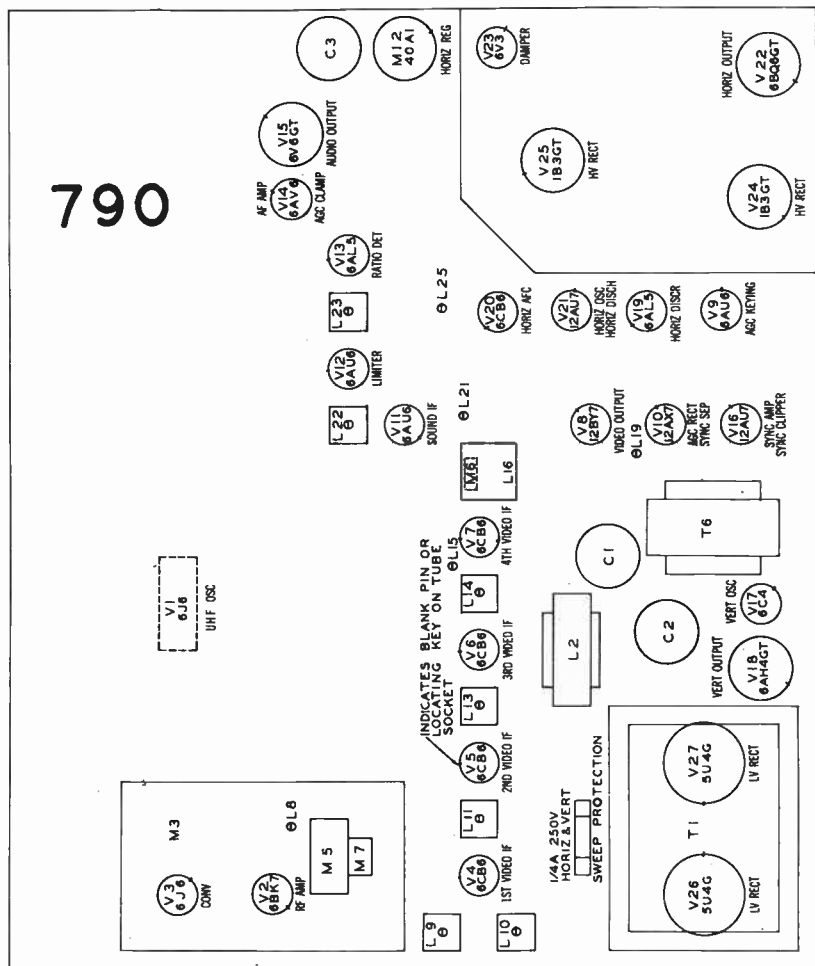 790
C3
M12
40A1
HORIZ REG
V23
6V3
DAMPER
V22
6BQ6GT
HORIZ OUTPUT
V15
6V6GT
AUDIO OUTPUT
V25
1B3GT
HV RECT
V24
1B3GT
HV RECT
AF AMP
V14
6AV6
AGC CLAMP
V13
6AL5
RATIO DET
L23
ϴ
ϴL25
V20
6CB6
HORIZ AFC
V21
12AU7
HORIZ OSC
HORIZ DISCH
V19
6AL5
HORIZ DISCR
V9
6AU6
AGC KEYING
V12
6AU6
LIMITER
L22
ϴ
V11
6AU6
SOUND IF
ϴL21
V8
12BY7
VIDEO OUTPUT
ϴL19
V10
12AX7
AGC RECT
SYNC SEP
V16
12AU7
SYNC AMP
SYNC CLIPPER
M6
L16
V7
6CB6
4TH VIDEO IF
ϴL15
L14
ϴ
C1
T6
V1
6J6
UHF OSC
V6
6CB6
3RD VIDEO IF
L13
ϴ
L2
C2
VERT OSC
V17
6C4
VERT OUTPUT
V18
6AH4GT
INDICATES BLANK PIN OR
LOCATING KEY ON TUBE
SOCKET
V5
6CB6
2ND VIDEO IF
L11
ϴ
V4
6CB6
1ST VIDEO IF
1/4A 250V
HORIZ & VERT
SWEEP PROTECTION
V27
5U4G
LV RECT
T1
V26
5U4G
LV RECT
M3
ϴL8
V3
6J6
CONV
V2
6BK7
RF AMP
M5
M7
L9
ϴ
L10
ϴ